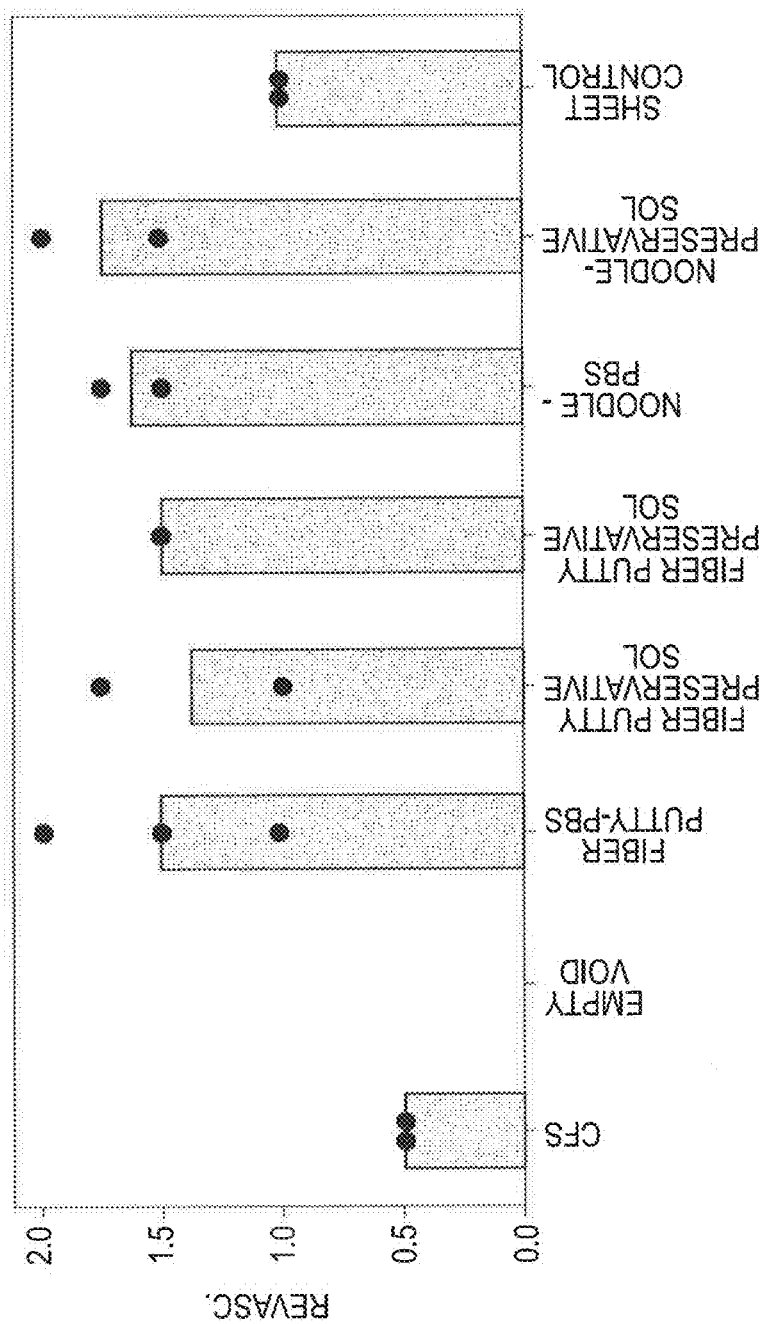 REVASC.
2.0
1.5
1.0
0.5
0.0
CFS
EMPTY
VOID
FIBER
PUTTY-PBS
FIBER PUTTY
PRESERVATIVE
SOL
FIBER PUTTY
PRESERVATIVE
SOL
NOODLE-
PBS
NOODLE-
PRESERVATIVE
SOL
SHEET
CONTROL